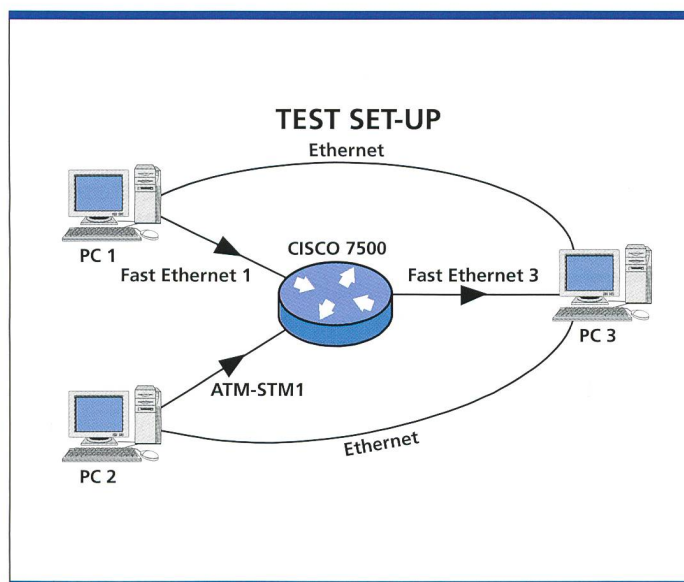 TEST SET-UP
Ethernet
PC 1
Fast Ethernet 1
CISCO 7500
Fast Ethernet 3
PC 3
ATM-STM1
PC 2
Ethernet